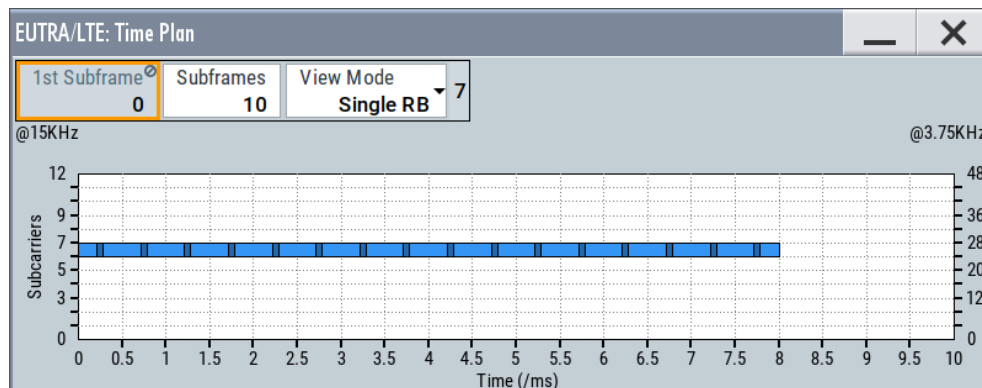 EUTRA/LTE: Time Plan
1st Subframe Subframes View Mode
0 10 Single RB 7
@15KHz @3.75KHz
12 48
9 36
7 28
5 20
3 12
0 0
Subcarriers
0 0.5 1 1.5 2 2.5 3 3.5 4 4.5 5 5.5 6 6.5 7 7.5 8 8.5 9 9.5 10
Time (/ms)